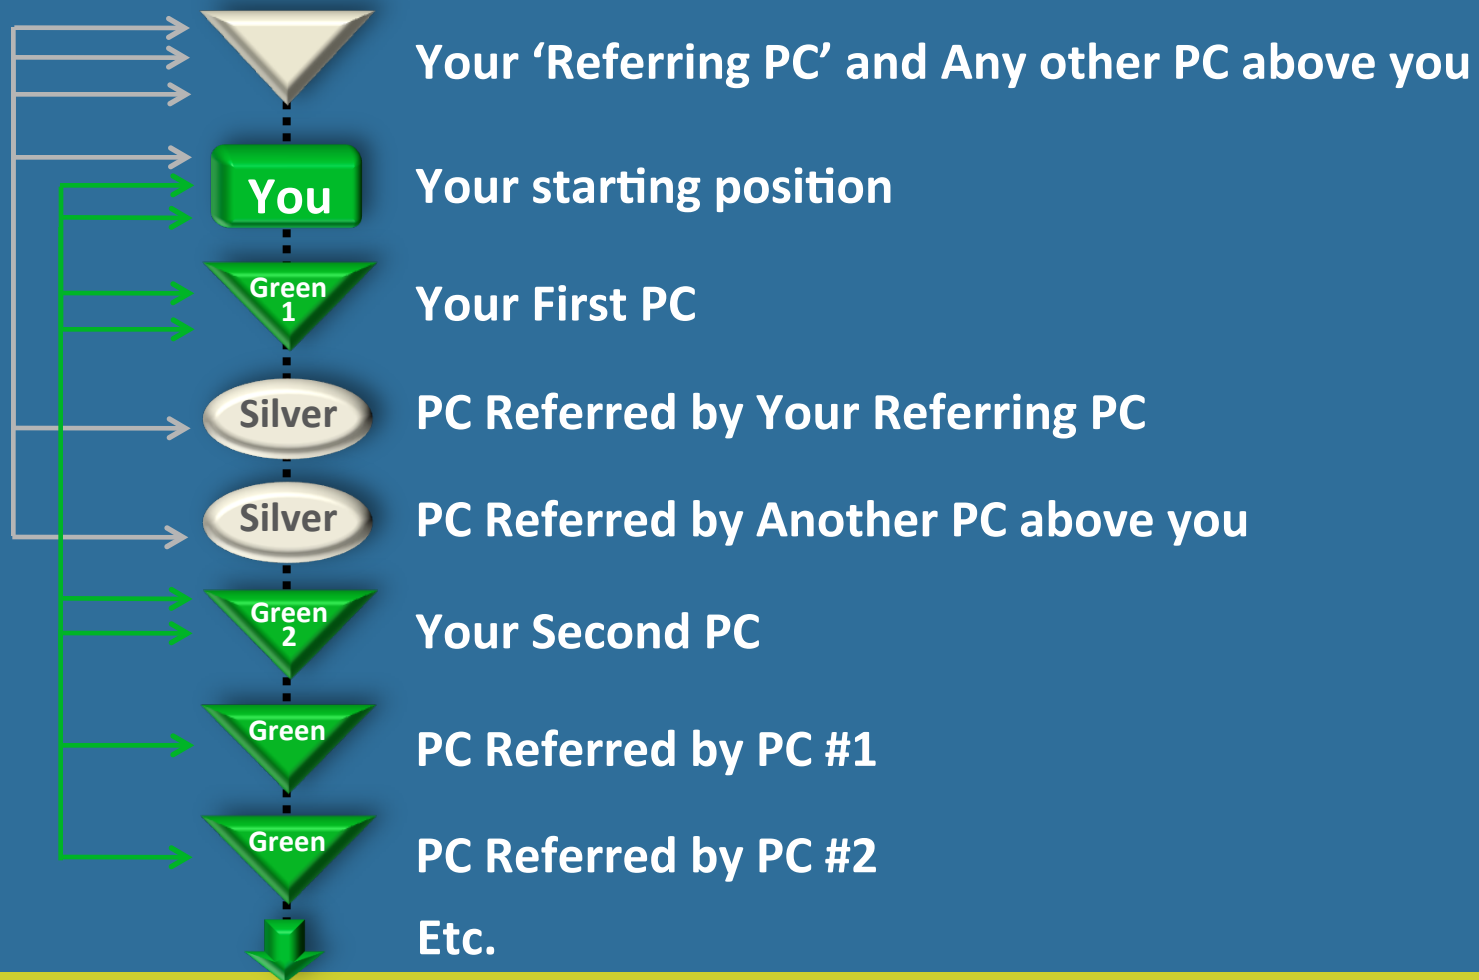 Your ‘Referring PC’ and Any other PC above you
You
Your starting position
Green
1
Your First PC
Silver
PC Referred by Your Referring PC
Silver
PC Referred by Another PC above you
Green
2
Your Second PC
Green
PC Referred by PC #1
Green
PC Referred by PC #2
Etc.